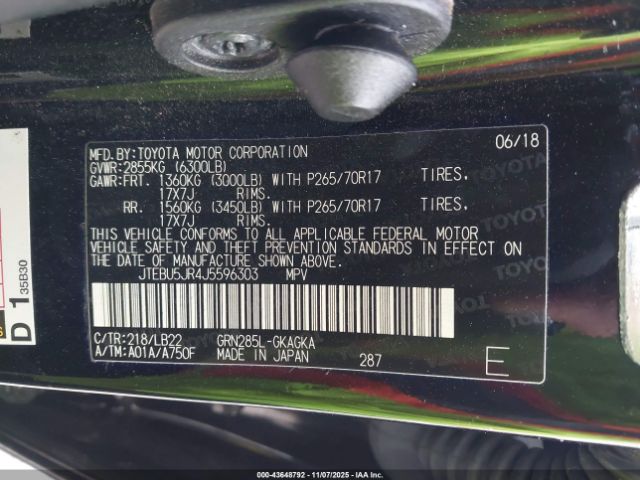 06/18
MFD.BY:TOYOTA MOTOR CORPORATION
GVWR:2855KG (6300LB)
GAWR:FRT. 1360KG (3000LB) WITH P265/70R17 TIRES.
17X7J RIMS.
RR. 1560KG (3450LB) WITH P265/70R17 TIRES.
17X7J RIMS.
THIS VEHICLE CONFORMS TO ALL APPLICABLE FEDERAL MOTOR
VEHICLE SAFETY AND THEFT PREVENTION STANDARDS IN EFFECT ON
THE DATE OF MANUFACTURE SHOWN ABOVE.
JTEBU5JR4J5596303 MPV
C/TR:218/LB22 GRN285L-GKAGKA
A/TM:A01A/A750F MADE IN JAPAN 287 E
D 135B30
000-43648792 - 11/07/2025 - IAA Inc.